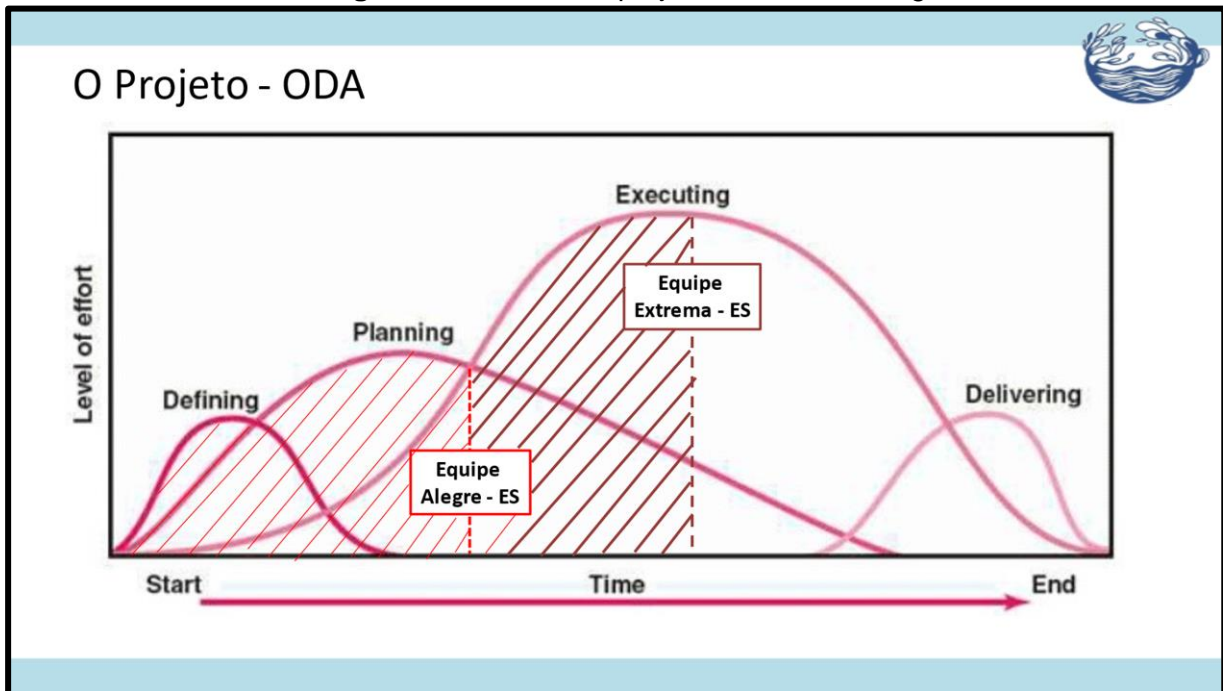 O Projeto - ODA
Executing
Equipe
Extrema - ES
Planning
Defining
Delivering
Equipe
Alegre - ES
Level of effort
Start
Time
End